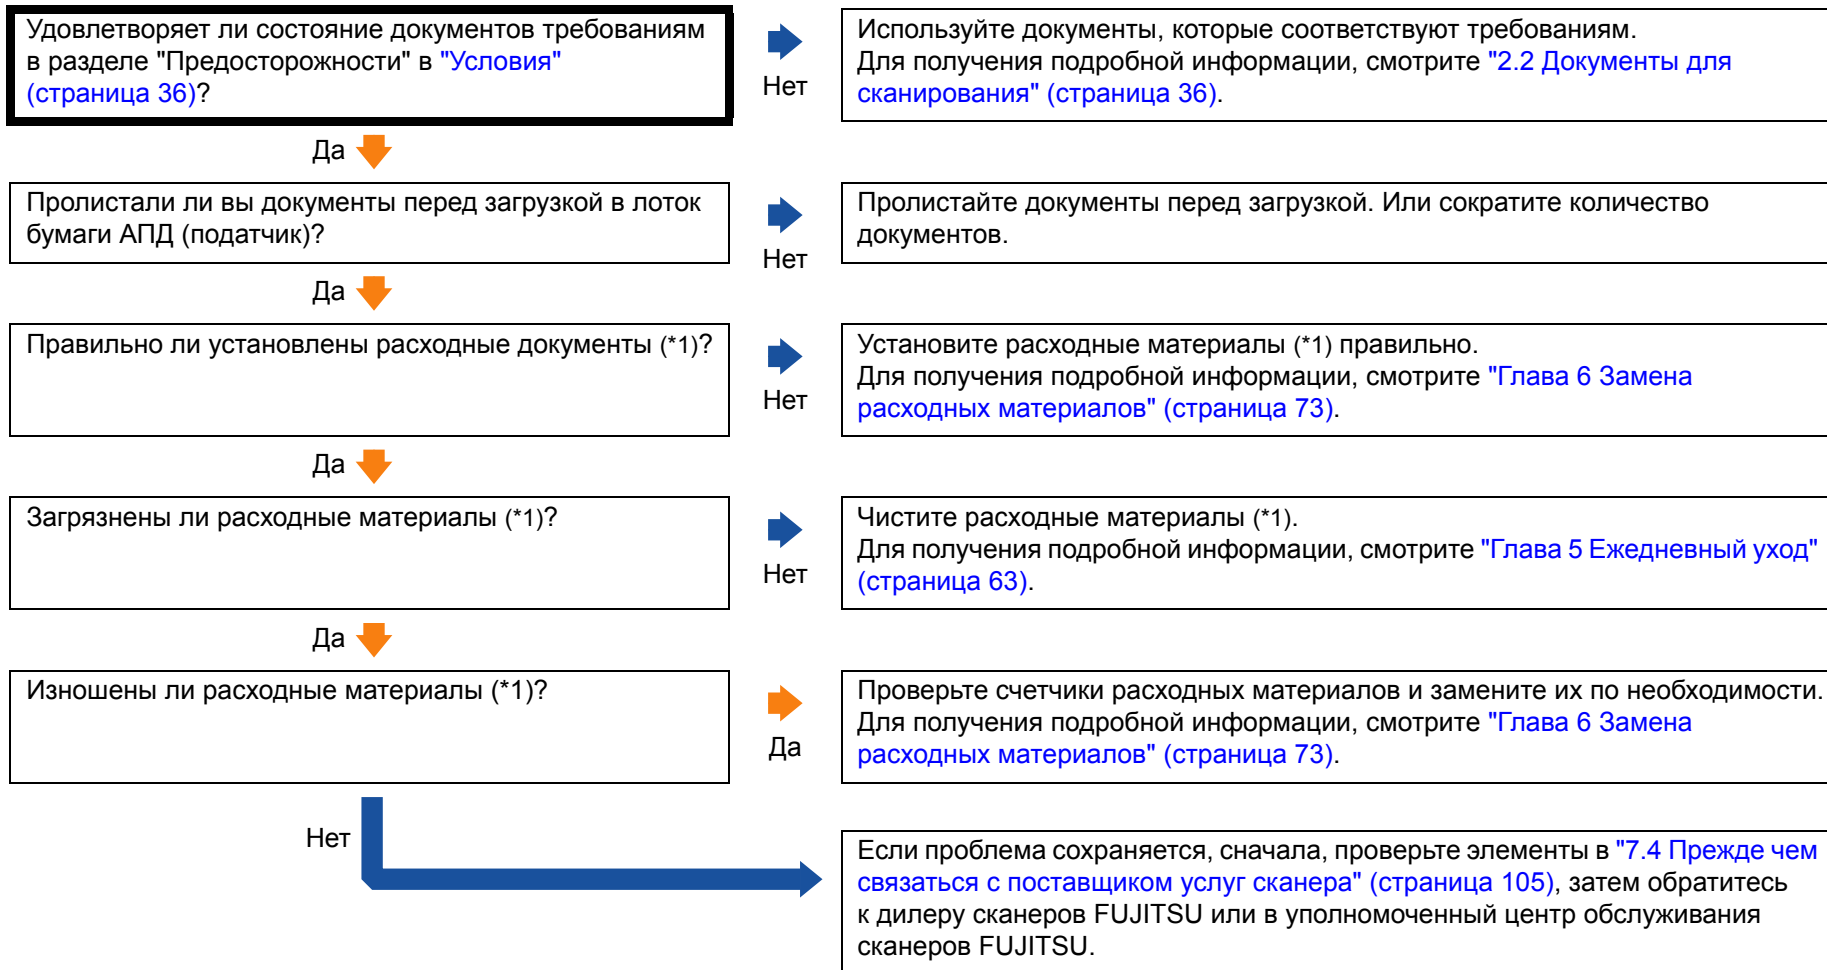 Удовлетворяет ли состояние документов требованиям
в разделе "Предосторожности" в "Условия"
(страница 36)?
Нет
Используйте документы, которые соответствуют требованиям.
Для получения подробной информации, смотрите "2.2 Документы для
сканирования" (страница 36).
Да
Пролистали ли вы документы перед загрузкой в лоток
бумаги АПД (податчик)?
Нет
Пролистайте документы перед загрузкой. Или сократите количество
документов.
Да
Правильно ли установлены расходные документы (*1)?
Нет
Установите расходные материалы (*1) правильно.
Для получения подробной информации, смотрите "Глава 6 Замена
расходных материалов" (страница 73).
Да
Загрязнены ли расходные материалы (*1)?
Нет
Чистите расходные материалы (*1).
Для получения подробной информации, смотрите "Глава 5 Ежедневный уход"
(страница 63).
Да
Изношены ли расходные материалы (*1)?
Да
Проверьте счетчики расходных материалов и замените их по необходимости.
Для получения подробной информации, смотрите "Глава 6 Замена
расходных материалов" (страница 73).
Нет
Если проблема сохраняется, сначала, проверьте элементы в "7.4 Прежде чем
связаться с поставщиком услуг сканера" (страница 105), затем обратитесь
к дилеру сканеров FUJITSU или в уполномоченный центр обслуживания
сканеров FUJITSU.